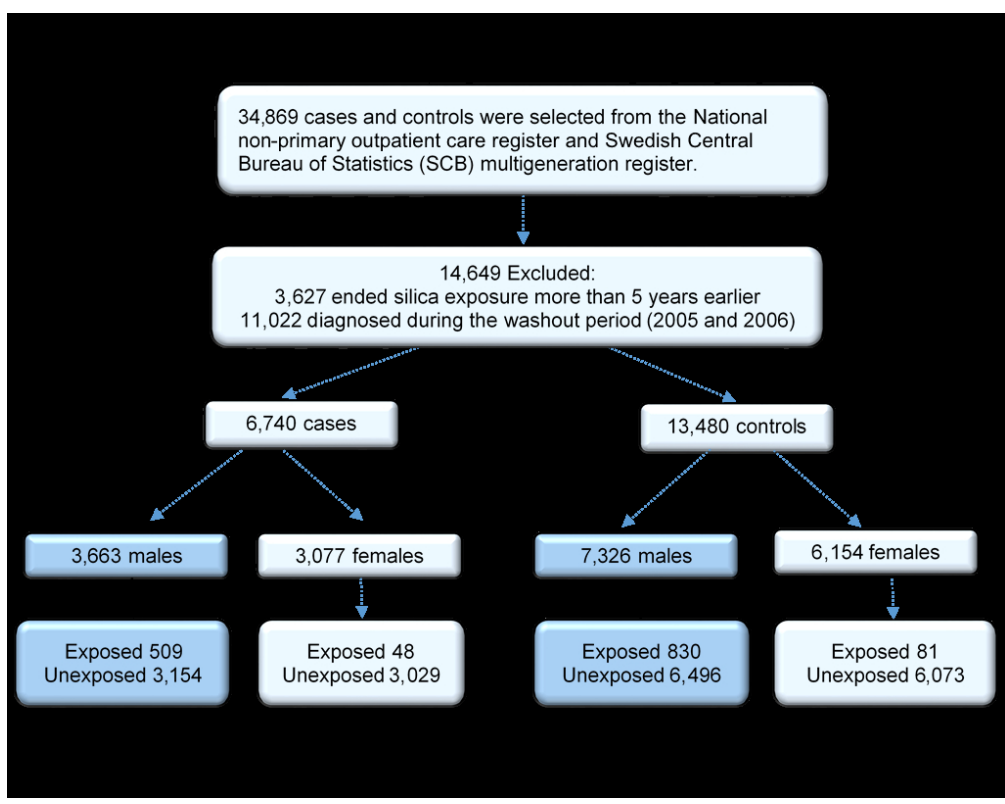 34,869 cases and controls were selected from the National
non-primary outpatient care register and Swedish Central
Bureau of Statistics (SCB) multigeneration register.
14,649 Excluded:
3,627 ended silica exposure more than 5 years earlier
11,022 diagnosed during the washout period (2005 and 2006)
6,740 cases
13,480 controls
3,663 males
3,077 females
7,326 males
6,154 females
Exposed 509
Unexposed 3,154
Exposed 48
Unexposed 3,029
Exposed 830
Unexposed 6,496
Exposed 81
Unexposed 6,073